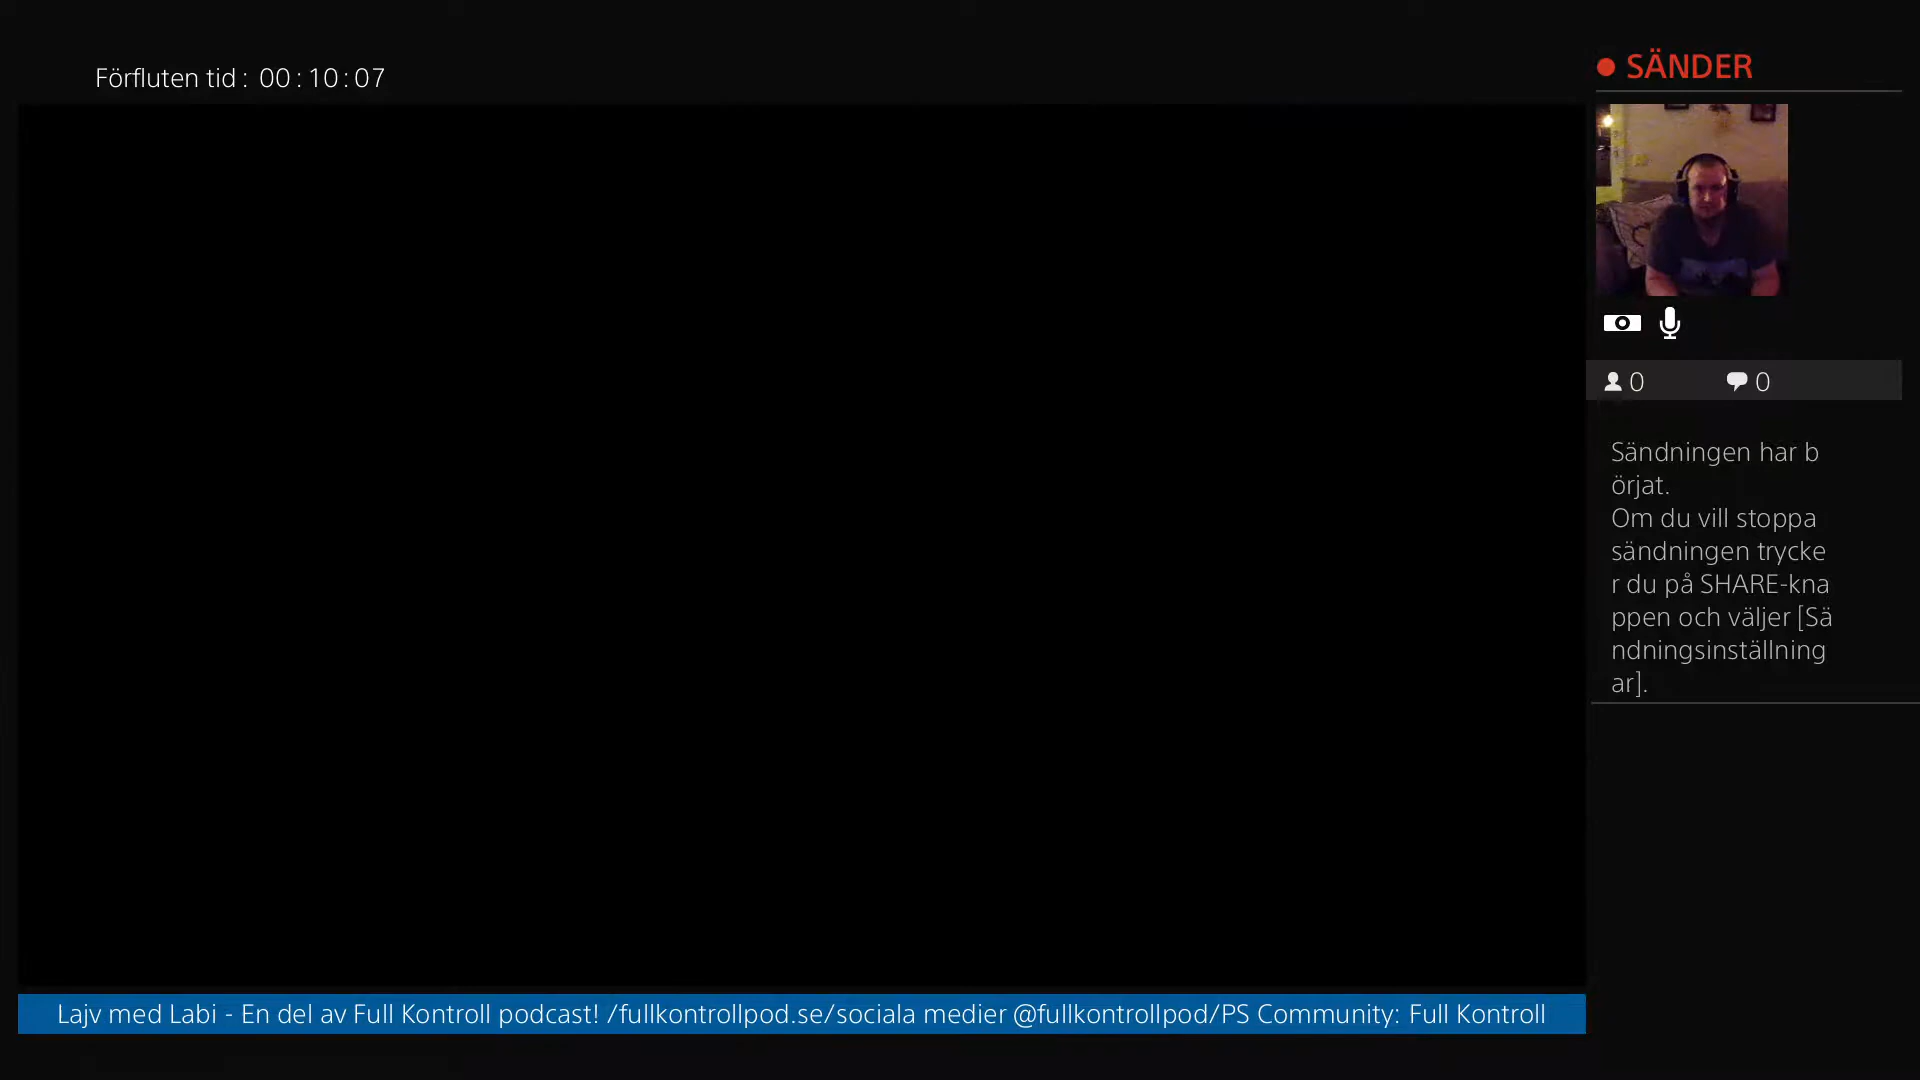 Förfluten tid : 00 : 10 : 07
SÄNDER
0 0
Sändningen har b
örjat.
Om du vill stoppa
sändningen trycke
r du på SHARE-kna
ppen och väljer [Sä
ndningsinställning
ar].
Lajv med Labi - En del av Full Kontroll podcast! /fullkontrollpod.se/sociala medier @fullkontrollpod/PS Community: Full Kontroll